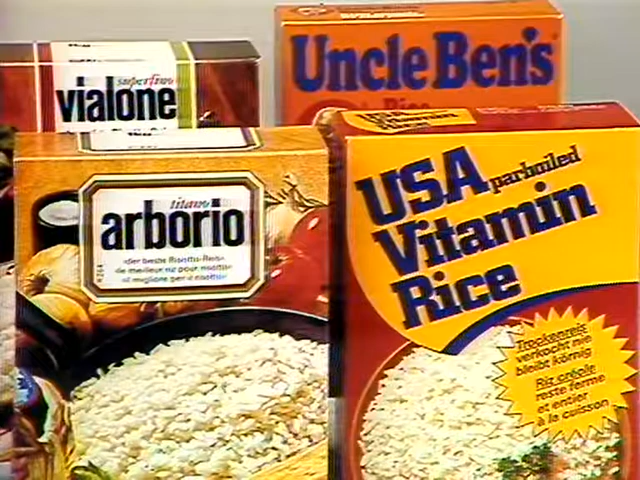 Uncle Ben's
Rice
superfino
vialone
titano
arborio
«der beste Risotto-Reis»
«le meilleur riz pour risotto»
«il migliore per il risotto»
USA parboiled
Vitamin
Rice
Trockenreis
verkocht nie
bleibt körnig
Riz créole
reste ferme
et entier
à la cuisson